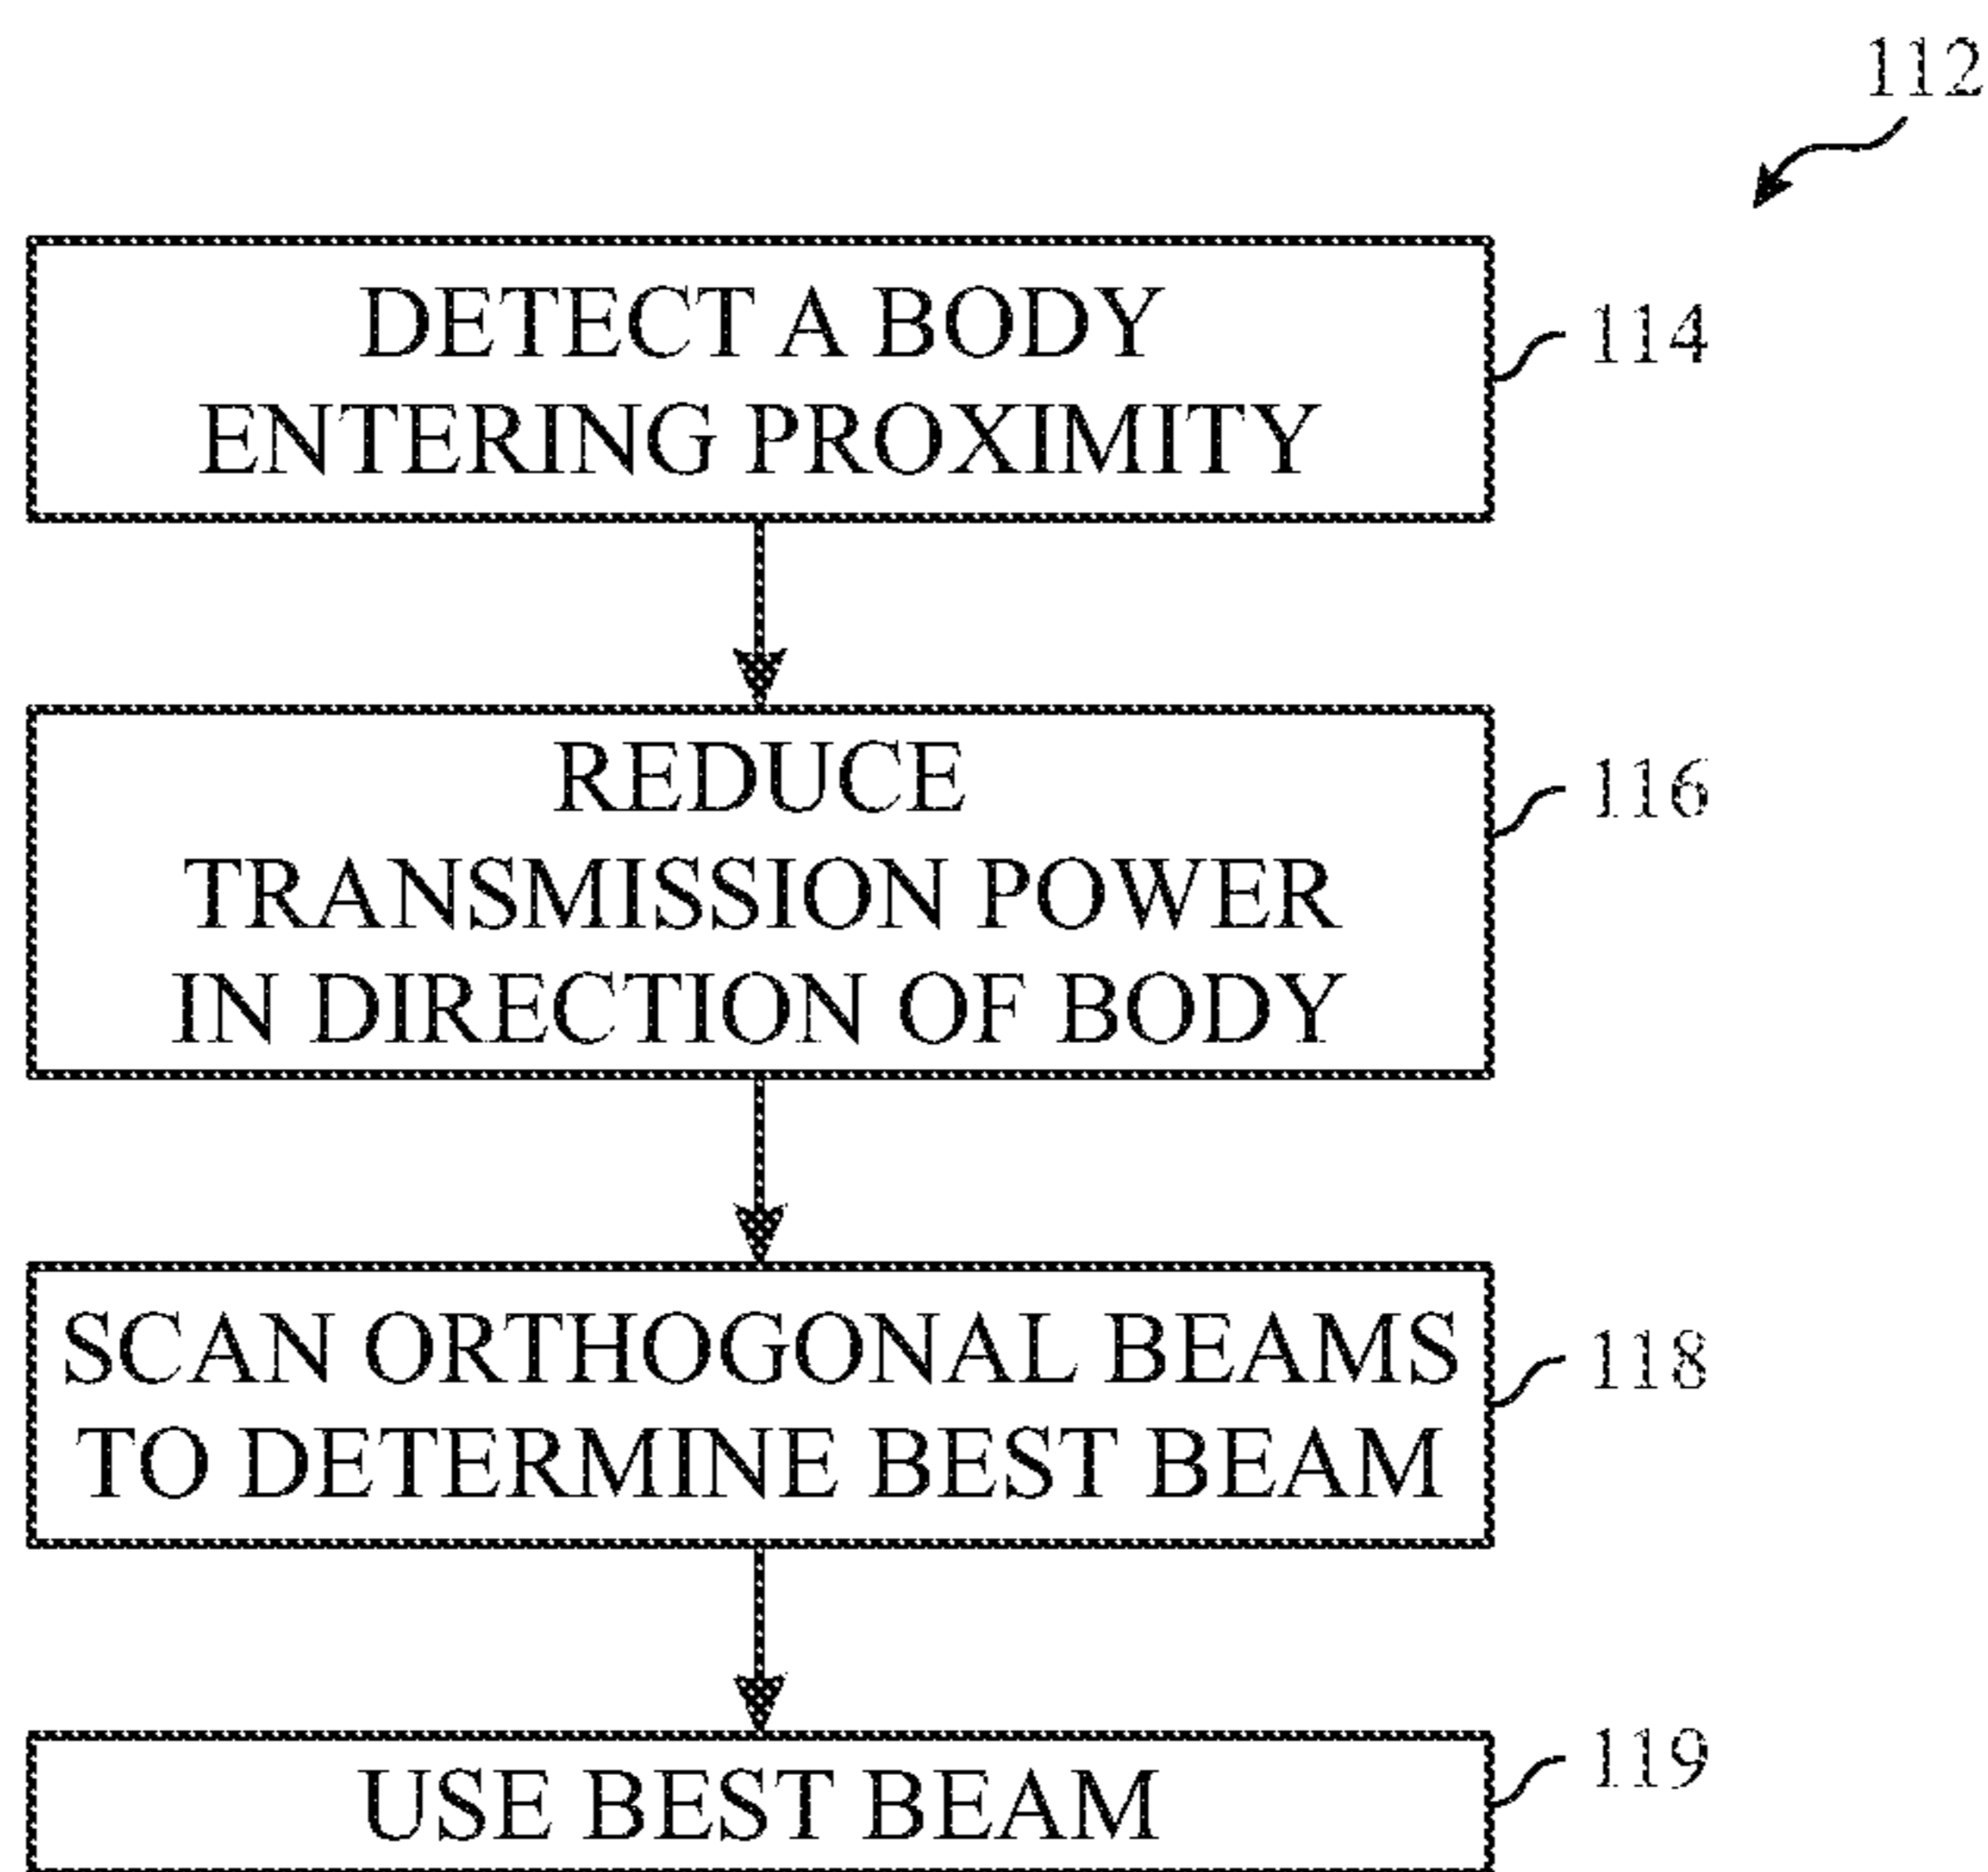 112
DETECT A BODY
ENTERING PROXIMITY
114
REDUCE
TRANSMISSION POWER
IN DIRECTION OF BODY
116
SCAN ORTHOGONAL BEAMS
TO DETERMINE BEST BEAM
118
USE BEST BEAM
119